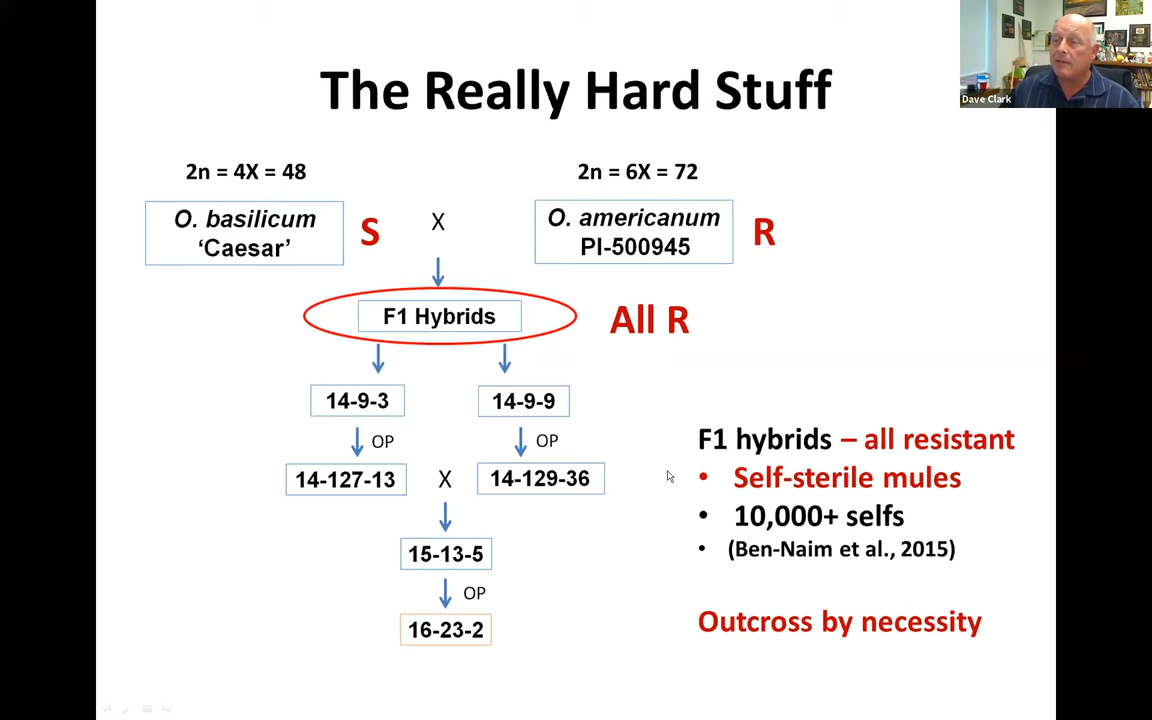 The Really Hard Stuff
Dave Clark
2n = 4X = 48
2n = 6X = 72
O. basilicum
‘Caesar’
S
X
O. americanum
PI-500945
R
F1 Hybrids
All R
14-9-3
14-9-9
OP
OP
14-127-13
X
14-129-36
15-13-5
OP
16-23-2
F1 hybrids – all resistant
• Self-sterile mules
• 10,000+ selfs
• (Ben-Naim et al., 2015)
Outcross by necessity